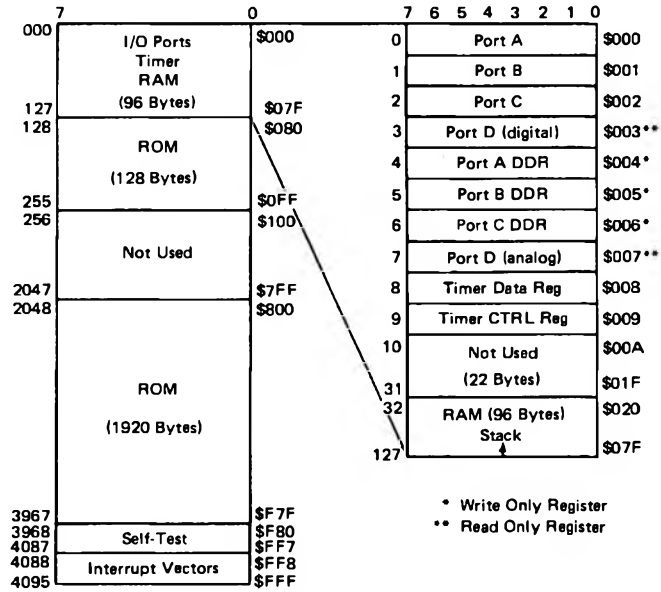 7 0
000 $000
I/O Ports
Timer
RAM
(96 Bytes)
127 $07F
128 $080
ROM
(128 Bytes)
255 $0FF
256 $100
Not Used
2047 $7FF
2048 $800
ROM
(1920 Bytes)
3967 $F7F
3968 $F80
Self-Test
4087 $FF7
4088 $FF8
Interrupt Vectors
4095 $FFF
7 6 5 4 3 2 1 0
0 Port A $000
1 Port B $001
2 Port C $002
3 Port D (digital) $003**
4 Port A DDR $004*
5 Port B DDR $005*
6 Port C DDR $006*
7 Port D (analog) $007**
8 Timer Data Reg $008
9 Timer CTRL Reg $009
10 $00A
Not Used
(22 Bytes)
31 $01F
32 $020
RAM (96 Bytes)
Stack
127 $07F
* Write Only Register
** Read Only Register